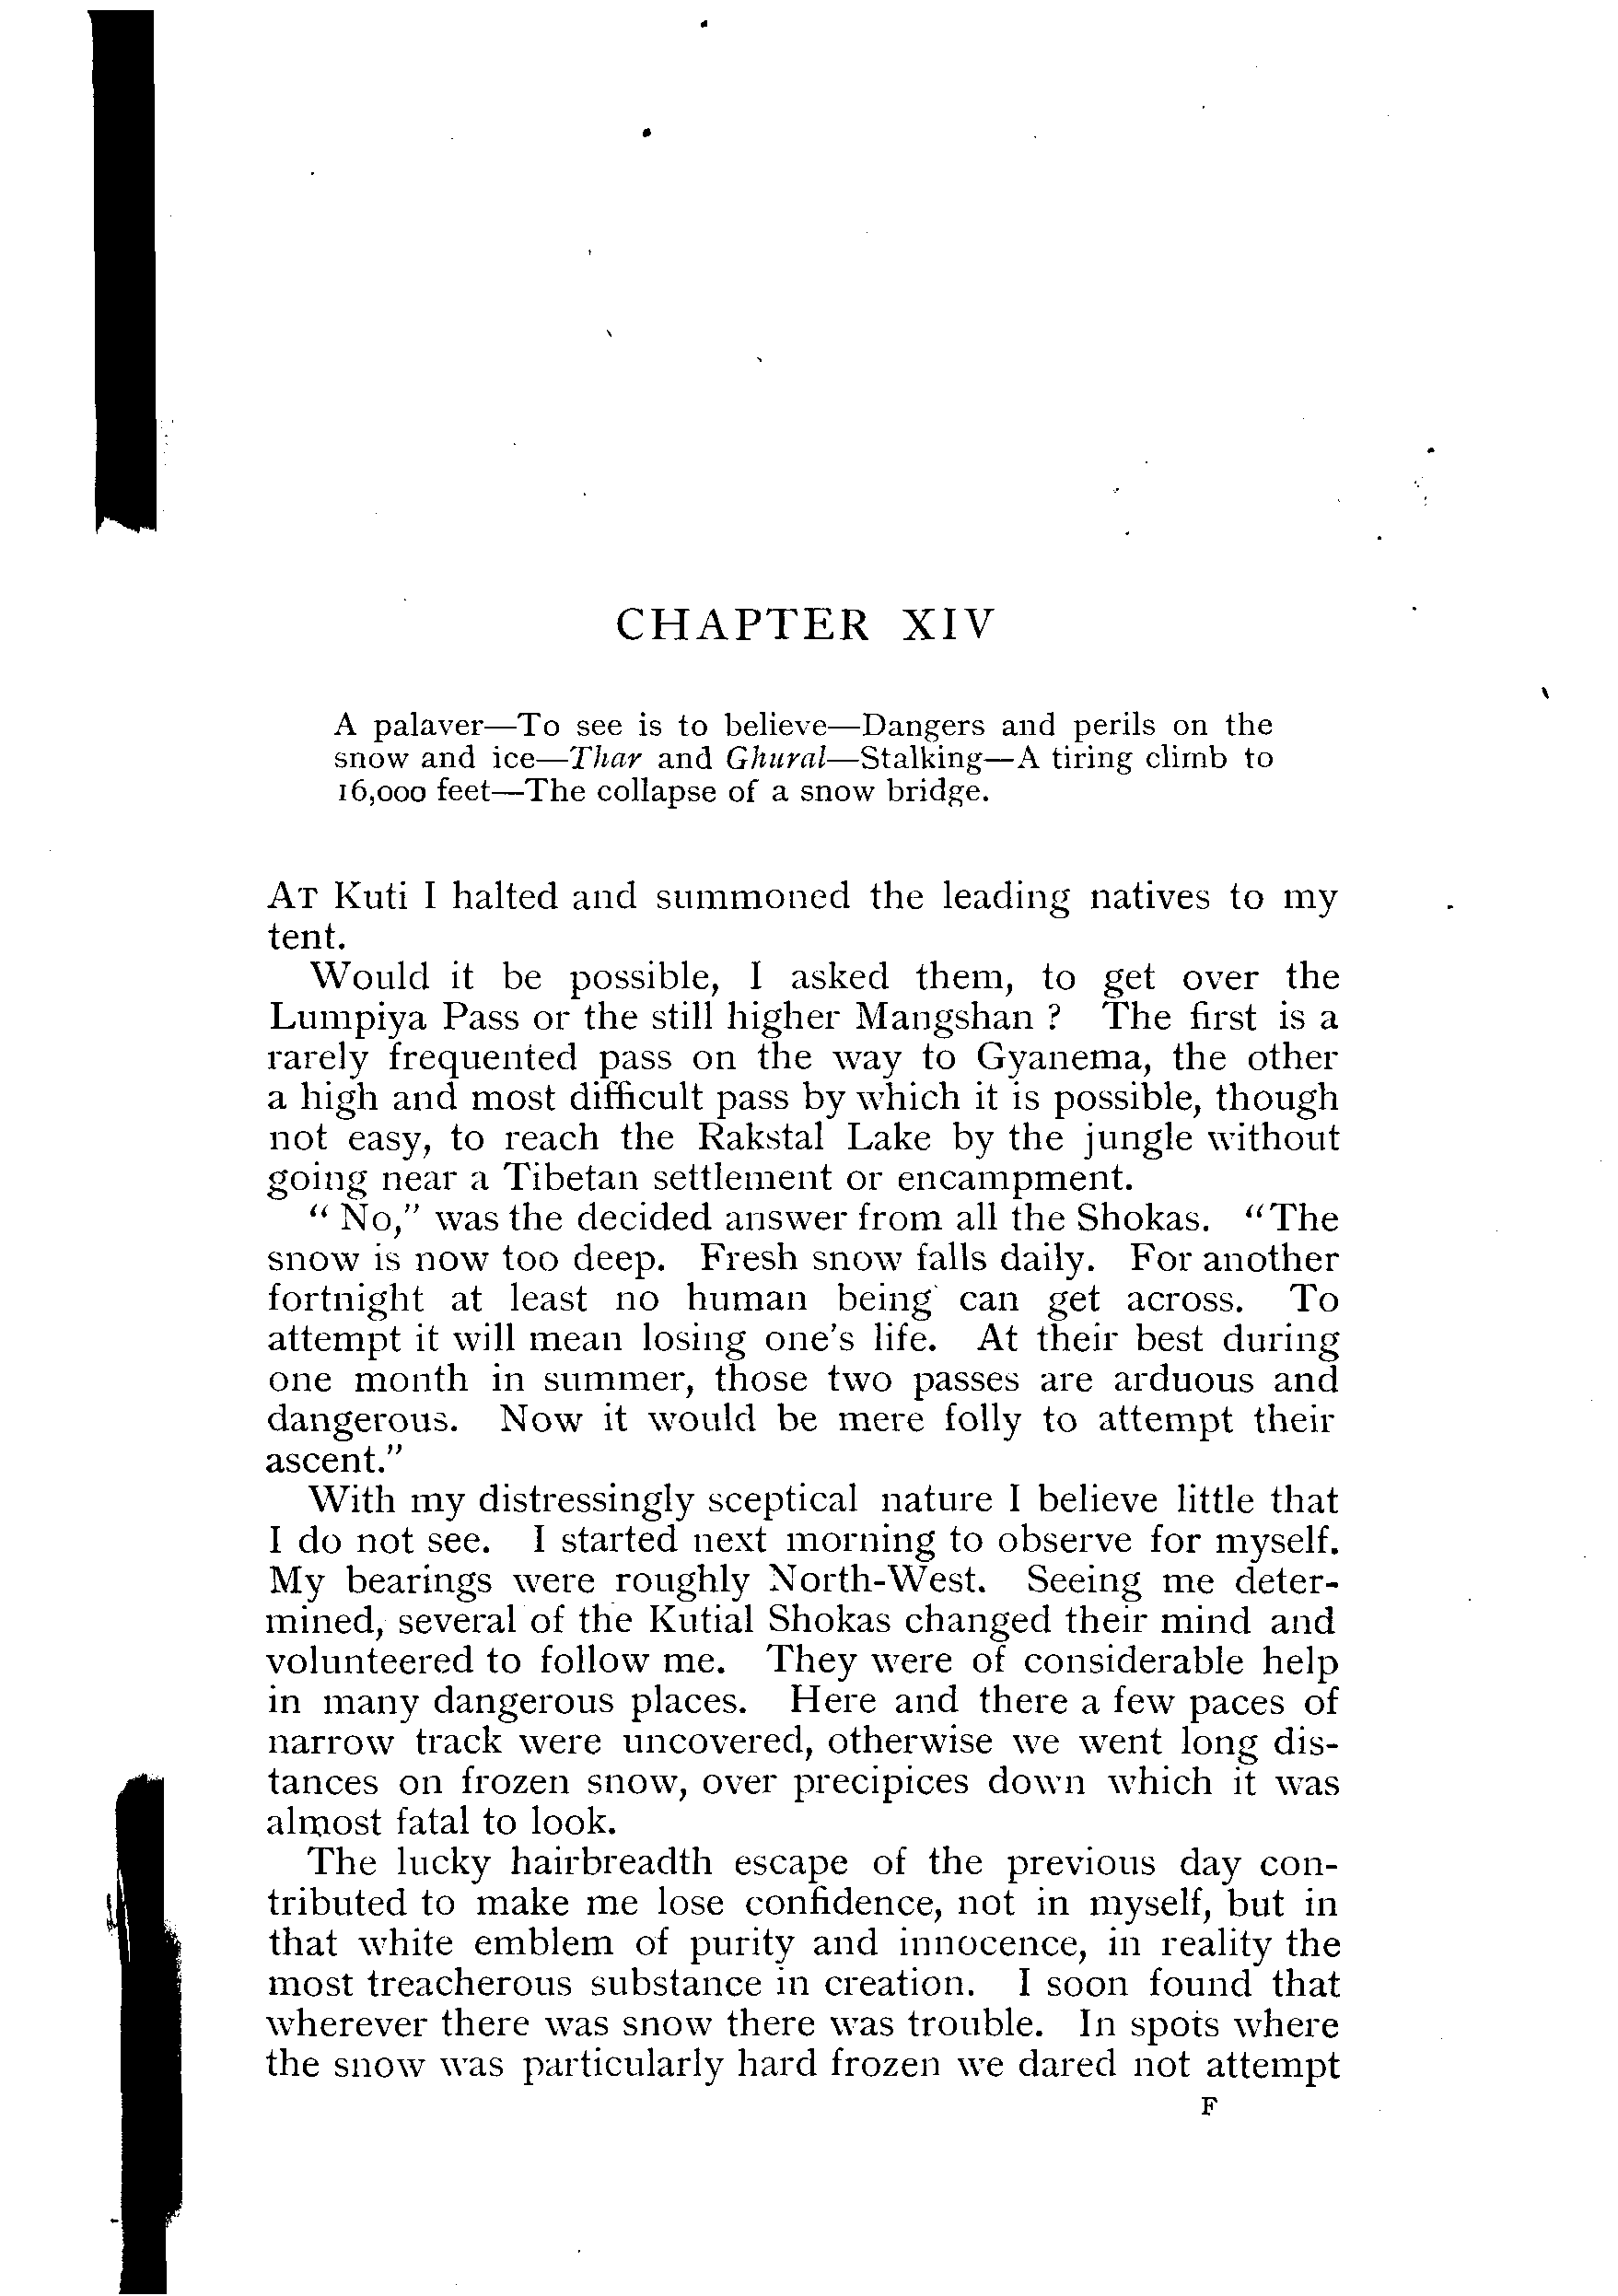 CHAPTER XIV
A palaver—To see is to believe—Dangers and perils on the
snow and ice—Thar and Ghural—Stalking—A tiring climb to
16,000 feet—The collapse of a snow bridge.
AT Kuti I halted and summoned the leading natives to my
tent.
Would it be possible, I asked them, to get over the
Lumpiya Pass or the still higher Mangshan ? The first is a
rarely frequented pass on the way to Gyanema, the other
a high and most difficult pass by which it is possible, though
not easy, to reach the Rakstal Lake by the jungle without
going near a Tibetan settlement or encampment.
“ No,” was the decided answer from all the Shokas. “The
snow is now too deep. Fresh snow falls daily. For another
fortnight at least no human being can get across. To
attempt it will mean losing one's life. At their best during
one month in summer, those two passes are arduous and
dangerous. Now it would be mere folly to attempt their
ascent.”
With my distressingly sceptical nature I believe little that
I do not see. I started next morning to observe for myself.
My bearings were roughly North-West. Seeing me deter-
mined, several of the Kutial Shokas changed their mind and
volunteered to follow me. They were of considerable help
in many dangerous places. Here and there a few paces of
narrow track were uncovered, otherwise we went long dis-
tances on frozen snow, over precipices down which it was
almost fatal to look.
The lucky hairbreadth escape of the previous day con-
tributed to make me lose confidence, not in myself, but in
that white emblem of purity and innocence, in reality the
most treacherous substance in creation. I soon found that
wherever there was snow there was trouble. In spots where
the snow was particularly hard frozen we dared not attempt
F